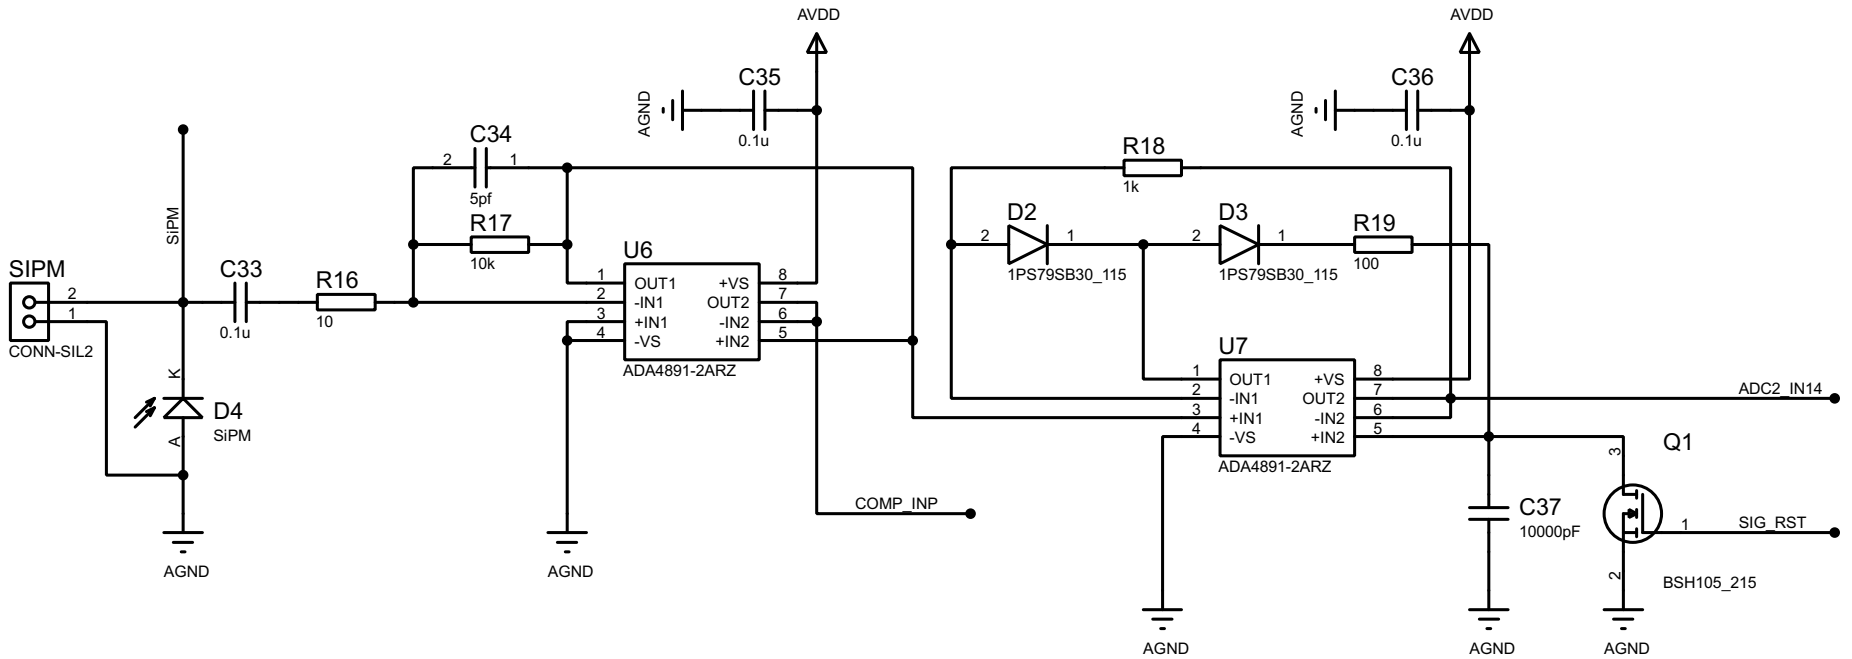 AVDD
AVDD
C35
AGND
0.1u
C36
AGND
0.1u
C34
2
1
5pf
R18
1k
SiPM
R17
10k
D2
2
1
1PS79SB30_115
D3
2
1
1PS79SB30_115
R19
100
SIPM
2
1
CONN-SIL2
C33
0.1u
R16
10
U6
1 OUT1 +VS 8
2 -IN1 OUT2 7
3 +IN1 -IN2 6
4 -VS +IN2 5
ADA4891-2ARZ
U7
1 OUT1 +VS 8
2 -IN1 OUT2 7
3 +IN1 -IN2 6
4 -VS +IN2 5
ADA4891-2ARZ
ADC2_IN14
K
D4
SiPM
A
AGND
AGND
COMP_INP
C37
10000pF
Q1
3
1
SIG_RST
2
BSH105_215
AGND
AGND
AGND